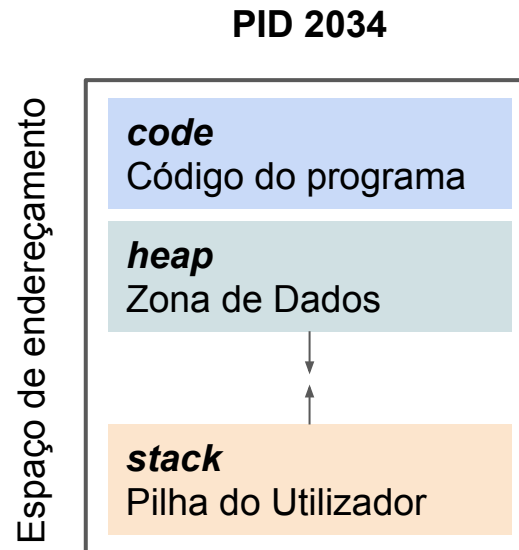 PID 2034
Espaço de endereçamento
code
Código do programa
heap
Zona de Dados
stack
Pilha do Utilizador